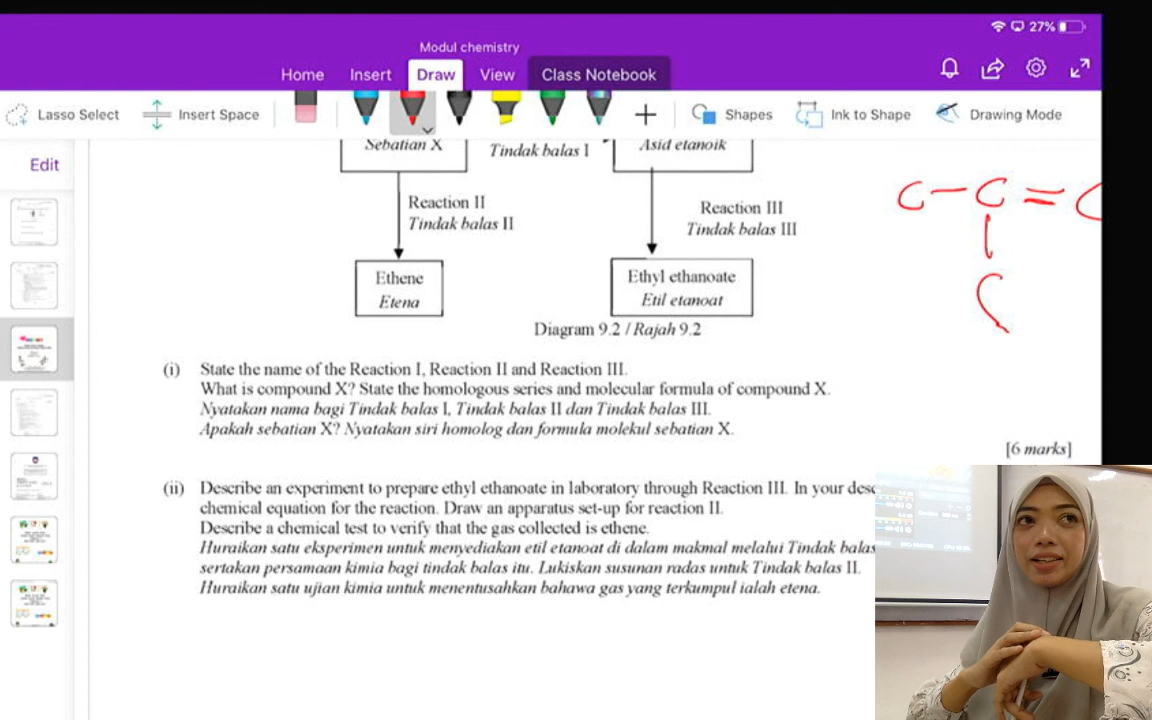 27%
Modul chemistry
Home Insert Draw View Class Notebook
Lasso Select Insert Space Shapes Ink to Shape Drawing Mode
Edit
Sebatian X
Tindak balas I
Asid etanoik
Reaction II
Tindak balas II
Reaction III
Tindak balas III
Ethene
Etena
Ethyl ethanoate
Etil etanoat
Diagram 9.2 / Rajah 9.2
C - C = C
(i) State the name of the Reaction I, Reaction II and Reaction III.
What is compound X? State the homologous series and molecular formula of compound X.
Nyatakan nama bagi Tindak balas I, Tindak balas II dan Tindak balas III.
Apakah sebatian X? Nyatakan siri homolog dan formula molekul sebatian X.
[6 marks]
(ii) Describe an experiment to prepare ethyl ethanoate in laboratory through Reaction III. In your desc
chemical equation for the reaction. Draw an apparatus set-up for reaction II.
Describe a chemical test to verify that the gas collected is ethene.
Huraikan satu eksperimen untuk menyediakan etil etanoat di dalam makmal melalui Tindak balas
sertakan persamaan kimia bagi tindak balas itu. Lukiskan susunan radas untuk Tindak balas II.
Huraikan satu ujian kimia untuk menentusahkan bahawa gas yang terkumpul ialah etena.